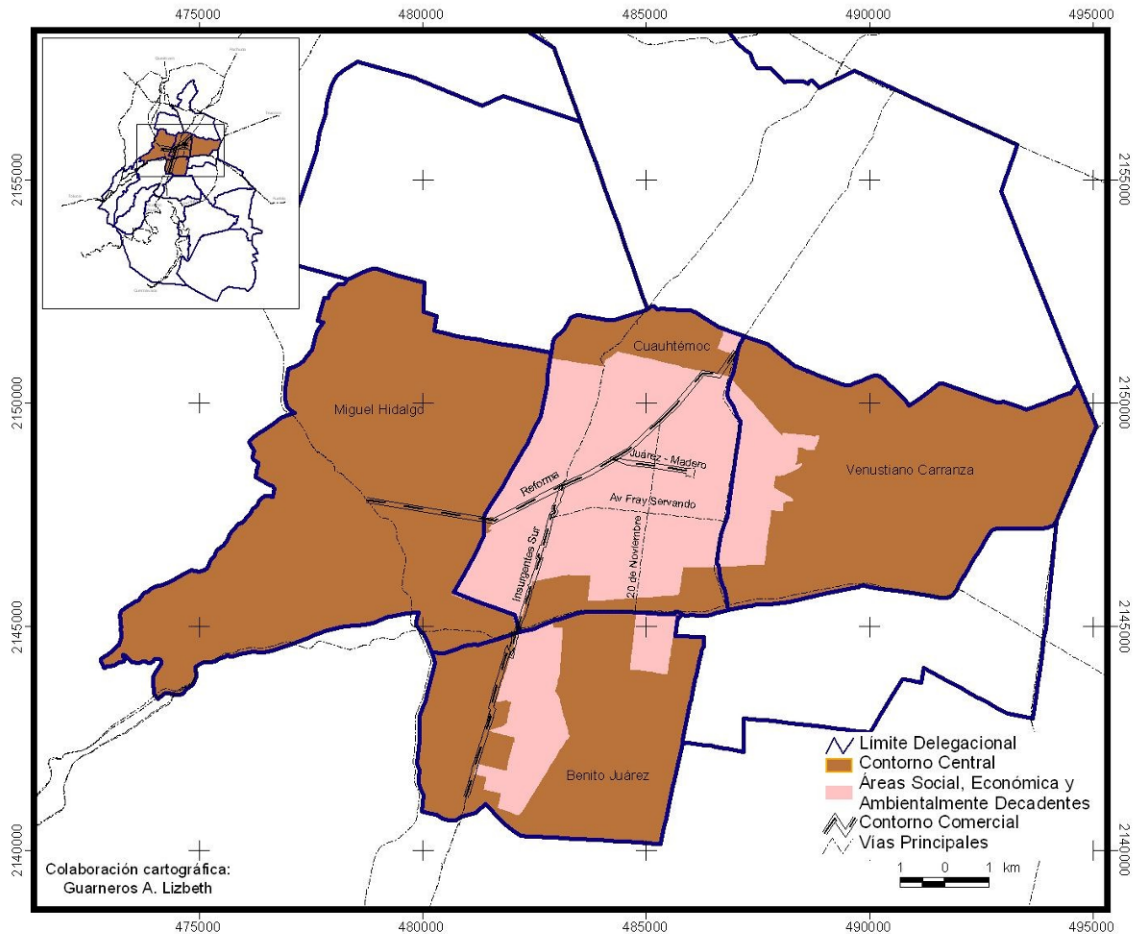 475000 480000 485000 490000 495000
2155000 2155000
2150000 2150000
2145000 2145000
2140000 2140000
Cuauhtémoc
Miguel Hidalgo
Venustiano Carranza
Juárez - Madero
Reforma
Av Fray Servando
20 de Noviembre
Insurgentes Sur
Benito Juárez
Límite Delegacional
Contorno Central
Áreas Social, Económica y
Ambientalmente Decadentes
Contorno Comercial
Vías Principales
1 0 1 km
Colaboración cartográfica:
Guarneros A. Lizbeth
475000 480000 485000 490000 495000